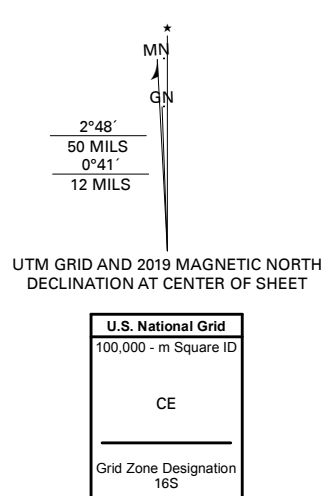 ★
MN
GN
2°48´
50 MILS
0°41´
12 MILS
UTM GRID AND 2019 MAGNETIC NORTH
DECLINATION AT CENTER OF SHEET
U.S. National Grid
100,000 - m Square ID
CE
Grid Zone Designation
16S